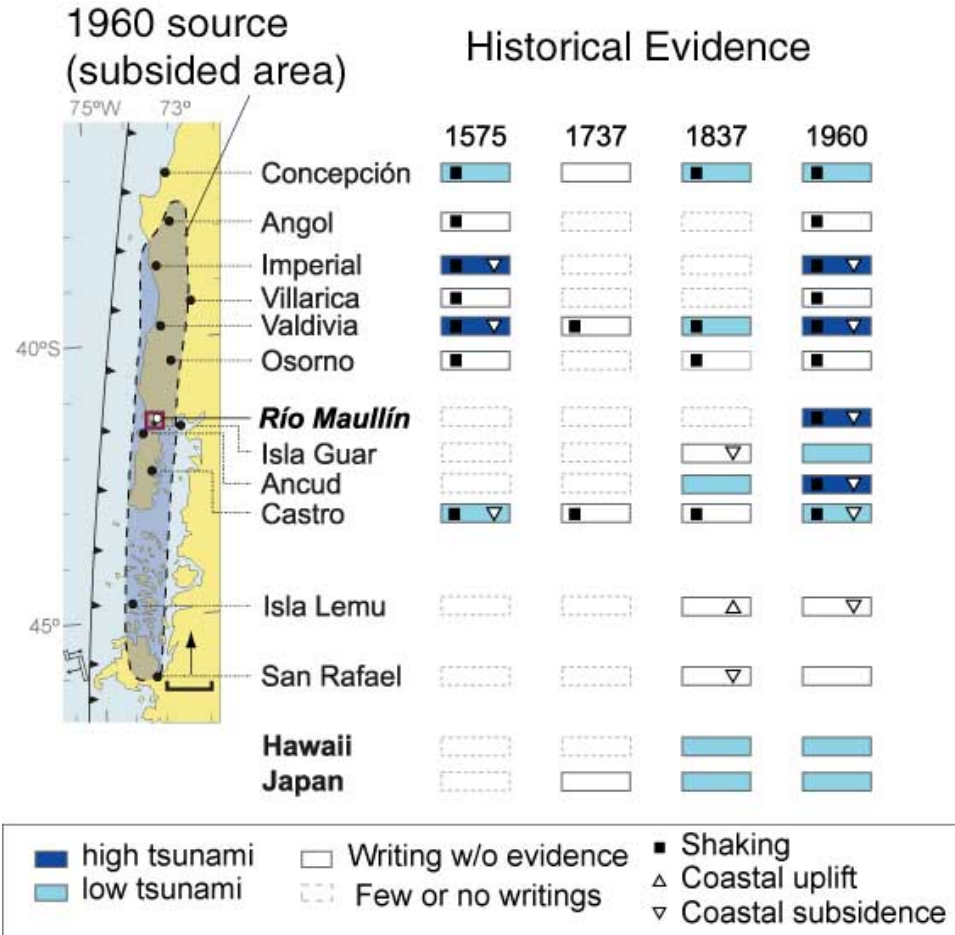 1960 source
(subsided area)
Historical Evidence
75ºW 73º
1575 1737 1837 1960
Concepción
Angol
Imperial
Villarica
Valdivia
40ºS
Osorno
Río Maullín
Isla Guar
Ancud
Castro
Isla Lemu
45º
San Rafael
Hawaii
Japan
high tsunami
low tsunami
Writing w/o evidence
Few or no writings
Shaking
Coastal uplift
Coastal subsidence